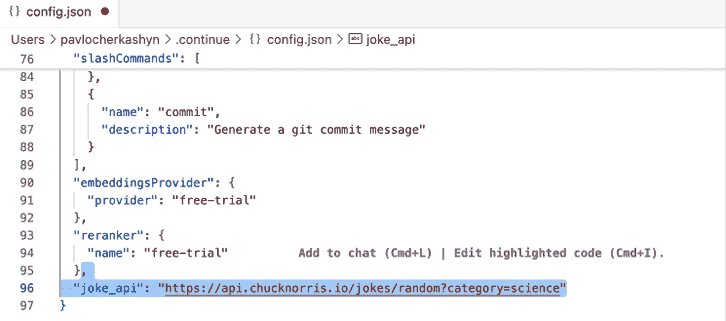 {} config.json
Users > pavlocherkashyn > .continue > {} config.json > abc joke_api
76 "slashCommands": [
84 },
85 {
86 "name": "commit",
87 "description": "Generate a git commit message"
88 }
89 ],
90 "embeddingsProvider": {
91 "provider": "free-trial"
92 },
93 "reranker": {
94 "name": "free-trial" Add to chat (Cmd+L) | Edit highlighted code (Cmd+I).
95 },
96 "joke_api": "https://api.chucknorris.io/jokes/random?category=science"
97 }